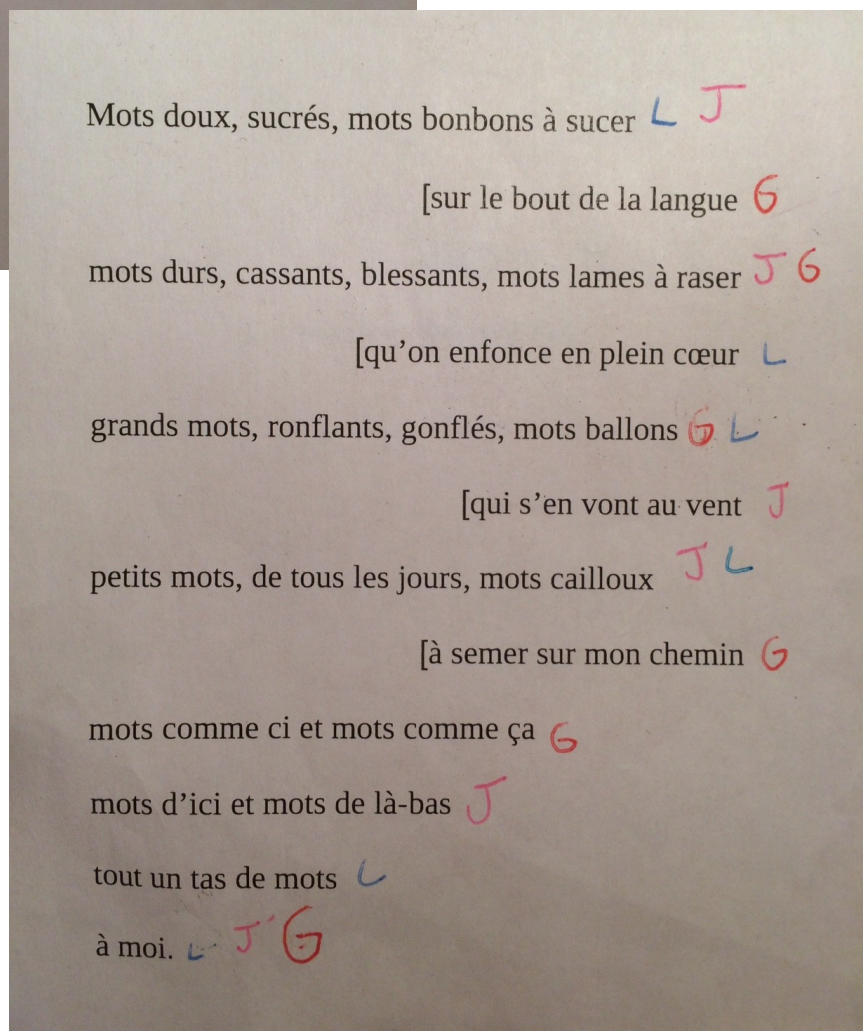 Mots doux, sucrés, mots bonbons à sucer L J
[sur le bout de la langue G
mots durs, cassants, blessants, mots lames à raser J G
[qu’on enfonce en plein cœur L
grands mots, ronflants, gonflés, mots ballons G L
[qui s’en vont au vent J
petits mots, de tous les jours, mots cailloux J L
[à semer sur mon chemin G
mots comme ci et mots comme ça G
mots d’ici et mots de là-bas J
tout un tas de mots L
à moi. L J G